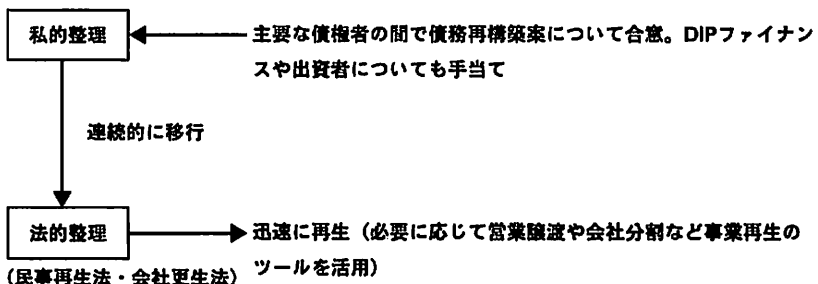 私的整理
主要な債権者の間で債務再構築案について合意。DIPファイナン
スや出資者についても手当て
連続的に移行
法的整理
迅速に再生（必要に応じて営業譲渡や会社分割など事業再生の
ツールを活用）
（民事再生法・会社更生法）